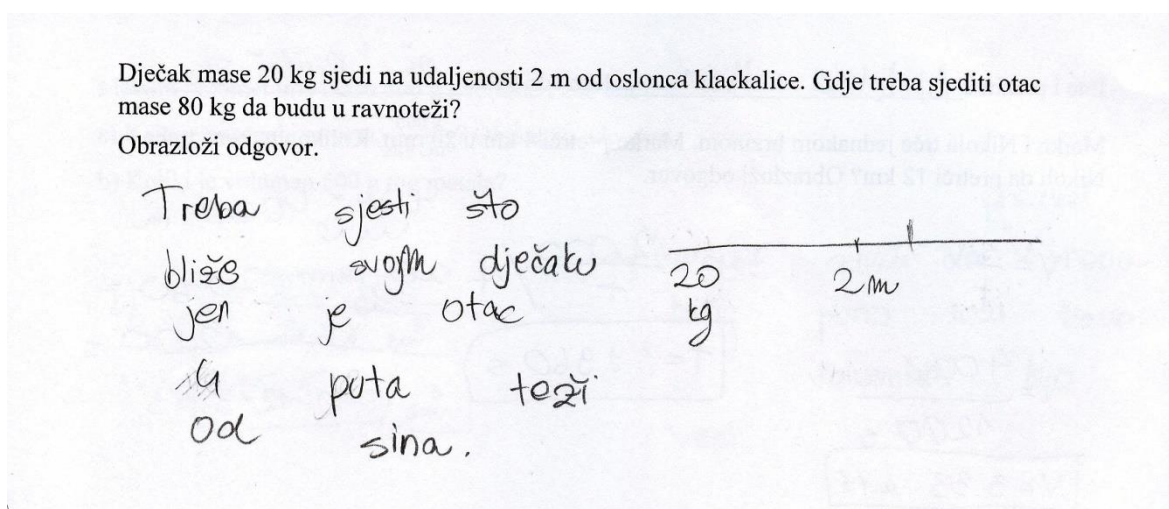 Dječak mase 20 kg sjedi na udaljenosti 2 m od oslonca klackalice. Gdje treba sjediti otac
mase 80 kg da budu u ravnoteži?
Obrazloži odgovor.
Treba sjesti što
bliže svojm dječaku
jer je otac
4 puta teži
od sina.
20 2 m
kg